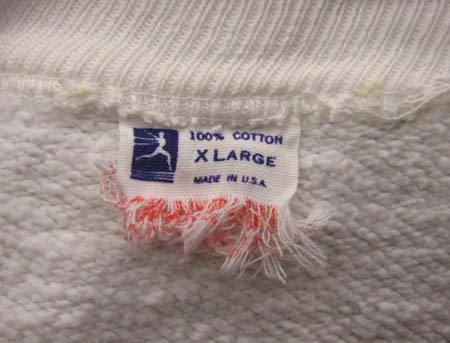 100% COTTON
X LARGE
MADE IN U.S.A.